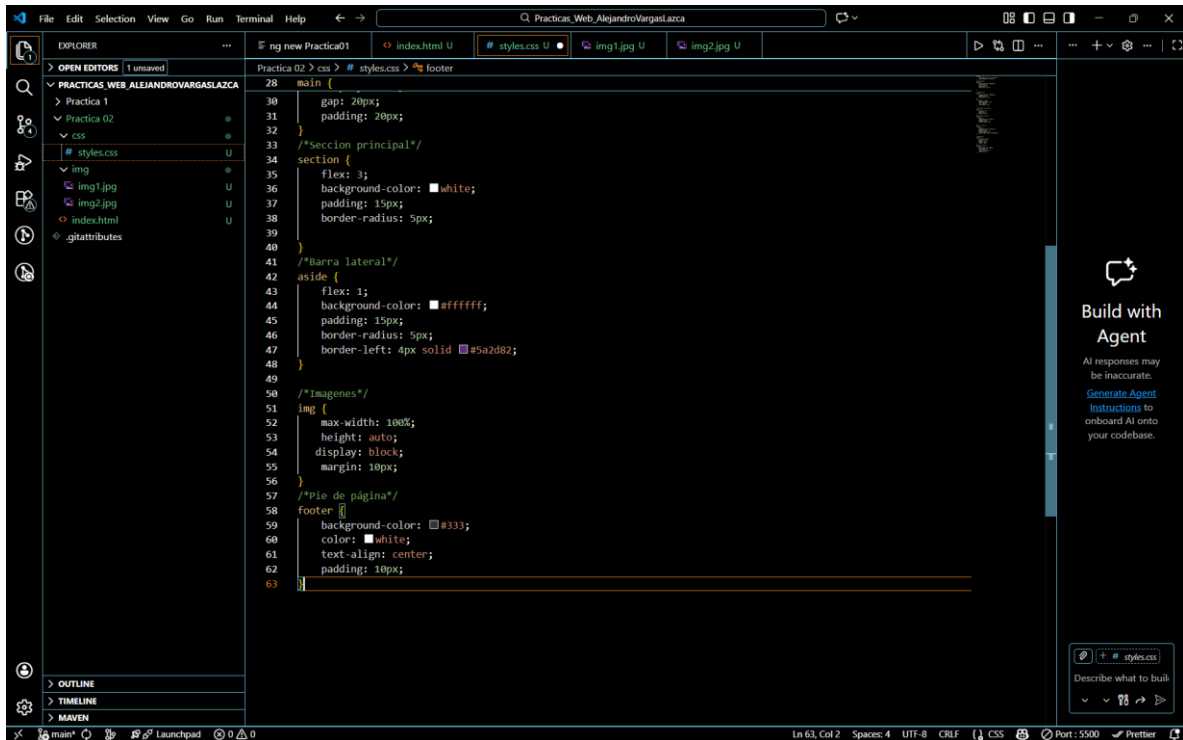 File Edit Selection View Go Run Terminal Help
Practicas_Web_AlejandroVargasLazca
EXPLORER
OPEN EDITORS 1 unsaved
PRACTICAS_WEB_ALEJANDROVARGASLAZCA
Practica 1
Practica 02
css
# styles.css U
img
img1.jpg U
img2.jpg U
index.html U
.gitattributes
OUTLINE
TIMELINE
MAVEN
ng new Practica01
index.html U
# styles.css U
img1.jpg U
img2.jpg U
Practica 02 > css > # styles.css > footer
28 main {
30 gap: 20px;
31 padding: 20px;
32 }
33 /*Seccion principal*/
34 section {
35 flex: 3;
36 background-color: white;
37 padding: 15px;
38 border-radius: 5px;
39
40 }
41 /*Barra lateral*/
42 aside {
43 flex: 1;
44 background-color: #ffffff;
45 padding: 15px;
46 border-radius: 5px;
47 border-left: 4px solid #5a2d82;
48 }
49
50 /*Imagenes*/
51 img {
52 max-width: 100%;
53 height: auto;
54 display: block;
55 margin: 10px;
56 }
57 /*Pie de página*/
58 footer {
59 background-color: #333;
60 color: white;
61 text-align: center;
62 padding: 10px;
63 }
Build with
Agent
AI responses may
be inaccurate.
Generate Agent
Instructions to
onboard AI onto
your codebase.
+ # styles.css
Describe what to buil
main* Launchpad 0 0
Ln 63, Col 2 Spaces: 4 UTF-8 CRLF {} CSS Port : 5500 Prettier